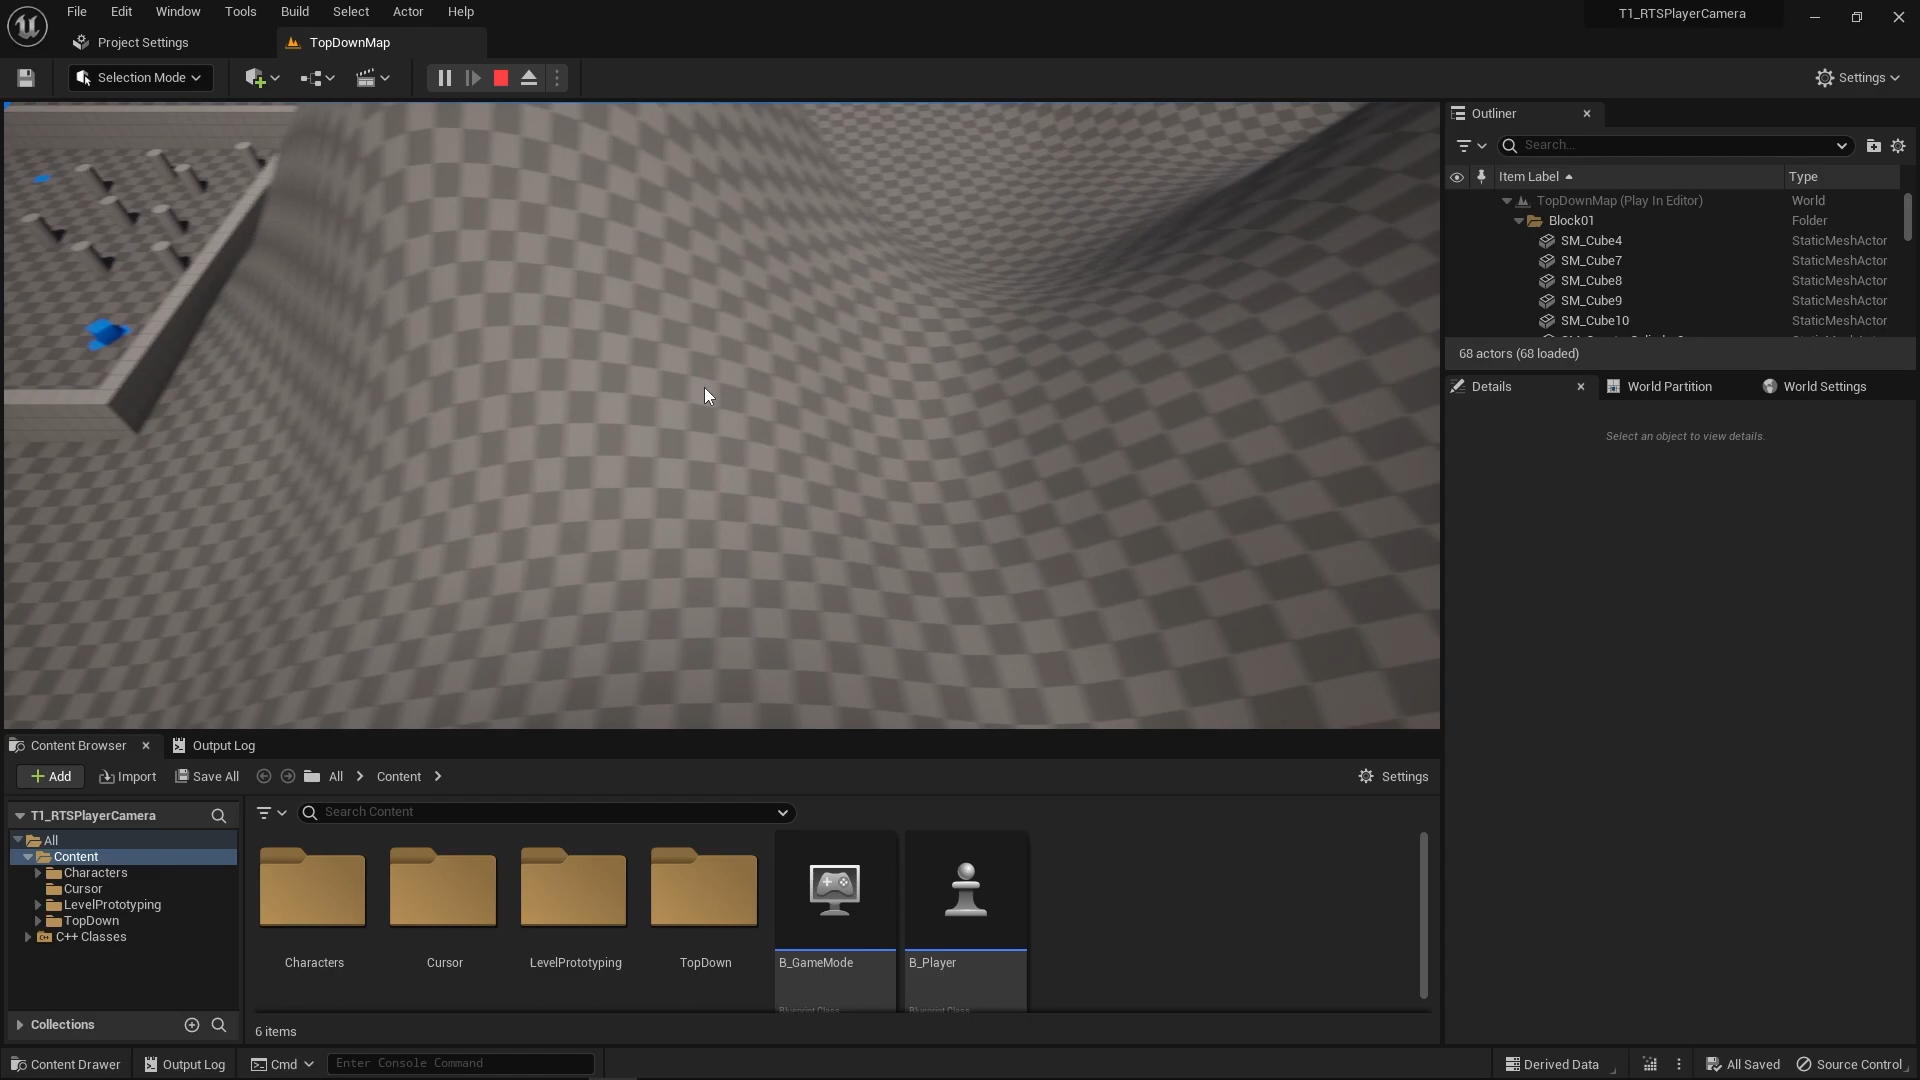 File Edit Window Tools Build Select Actor Help
T1_RTSPlayerCamera
Project Settings
TopDownMap
Selection Mode
Settings
Outliner
Search...
Item Label
Type
TopDownMap (Play In Editor) World
Block01 Folder
SM_Cube4 StaticMeshActor
SM_Cube7 StaticMeshActor
SM_Cube8 StaticMeshActor
SM_Cube9 StaticMeshActor
SM_Cube10 StaticMeshActor
68 actors (68 loaded)
Details
World Partition
World Settings
Select an object to view details.
Content Browser
Output Log
Add
Import
Save All
All
Content
Settings
T1_RTSPlayerCamera
Search Content
All
Content
Characters
Cursor
LevelPrototyping
TopDown
C++ Classes
Characters
Cursor
LevelPrototyping
TopDown
B_GameMode
B_Player
Blueprint Class
Blueprint Class
Collections
6 items
Content Drawer
Output Log
Cmd
Enter Console Command
Derived Data
All Saved
Source Control